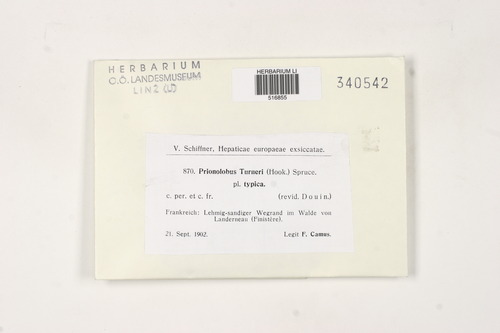 HERBARIUM
O.Ö. LANDESMUSEUM
LINZ (LI)
HERBARIUM LI
516855
340542
V. Schiffner, Hepaticae europaeae exsiccatae.
870. Prionolobus Turneri (Hook.) Spruce.
pl. typica.
c. per. et c. fr. (revid. Douin.)
Frankreich: Lehmig-sandiger Wegrand im Walde von
Landerneau (Finistère).
21. Sept. 1902. Legit F. Camus.